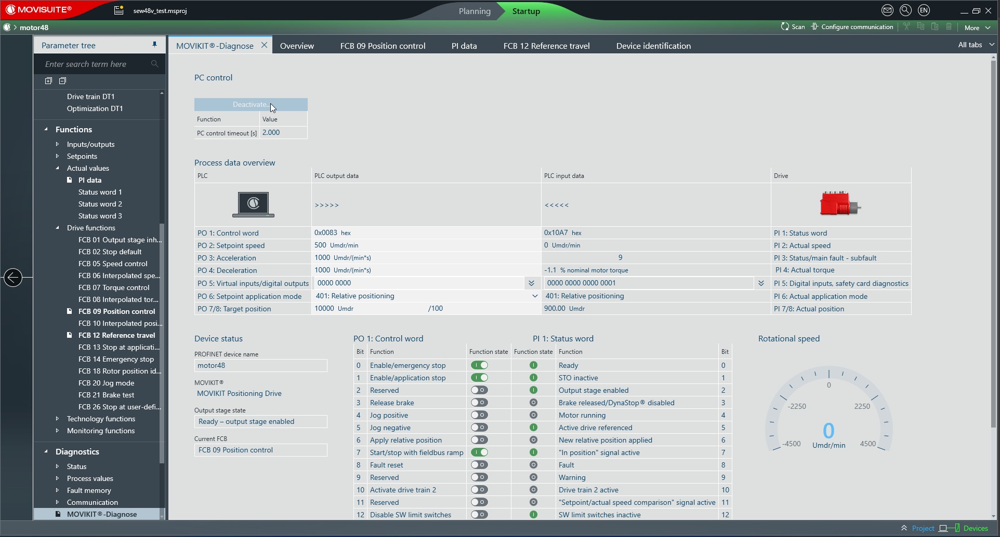 MOVISUITE®
sew48v_test.msproj
Planning
Startup
EN
motor48
Scan
Configure communication
More
Parameter tree
MOVIKIT®-Diagnose
Overview
FCB 09 Position control
PI data
FCB 12 Reference travel
Device identification
All tabs
Enter search term here
Drive train DT1
Optimization DT1
Functions
Inputs/outputs
Setpoints
Actual values
PI data
Status word 1
Status word 2
Status word 3
Drive functions
FCB 01 Output stage inh...
FCB 02 Stop default
FCB 05 Speed control
FCB 06 Interpolated spe...
FCB 07 Torque control
FCB 08 Interpolated tor...
FCB 09 Position control
FCB 10 Interpolated posi...
FCB 12 Reference travel
FCB 13 Stop at applicati...
FCB 14 Emergency stop
FCB 18 Rotor position id...
FCB 20 Jog mode
FCB 21 Brake test
FCB 26 Stop at user-defi...
Technology functions
Monitoring functions
Diagnostics
Status
Process values
Fault memory
Communication
MOVIKIT®-Diagnose
PC control
Deactivate...
Function Value
PC control timeout [s] 2.000
Process data overview
PLC PLC output data PLC input data Drive
>>>>> <<<<<
PO 1: Control word 0x0083 hex 0x10A7 hex PI 1: Status word
PO 2: Setpoint speed 500 Umdr/min 0 Umdr/min PI 2: Actual speed
PO 3: Acceleration 1000 Umdr/(min*s) 9 PI 3: Status/main fault - subfault
PO 4: Deceleration 1000 Umdr/(min*s) -1.1 % nominal motor torque PI 4: Actual torque
PO 5: Virtual inputs/digital outputs 0000 0000 0000 0000 0000 0001 PI 5: Digital inputs, safety card diagnostics
PO 6: Setpoint application mode 401: Relative positioning 401: Relative positioning PI 6: Actual application mode
PO 7/8: Target position 10000 Umdr /100 900.00 Umdr PI 7/8: Actual position
Device status
PROFINET device name
motor48
MOVIKIT®
MOVIKIT Positioning Drive
Output stage state
Ready – output stage enabled
Current FCB
FCB 09 Position control
PO 1: Control word PI 1: Status word
Bit Function Function state Function state Function Bit
0 Enable/emergency stop Ready 0
1 Enable/application stop STO inactive 1
2 Reserved Output stage enabled 2
3 Release brake Brake released/DynaStop® disabled 3
4 Jog positive Motor running 4
5 Jog negative Active drive referenced 5
6 Apply relative position New relative position applied 6
7 Start/stop with fieldbus ramp "In position" signal active 7
8 Fault reset Fault 8
9 Reserved Warning 9
10 Activate drive train 2 Drive train 2 active 10
11 Reserved "Setpoint/actual speed comparison" signal active 11
12 Disable SW limit switches SW limit switches inactive 12
Rotational speed
0
-2250 2250
0
-4500 Umdr/min 4500
Project
Devices